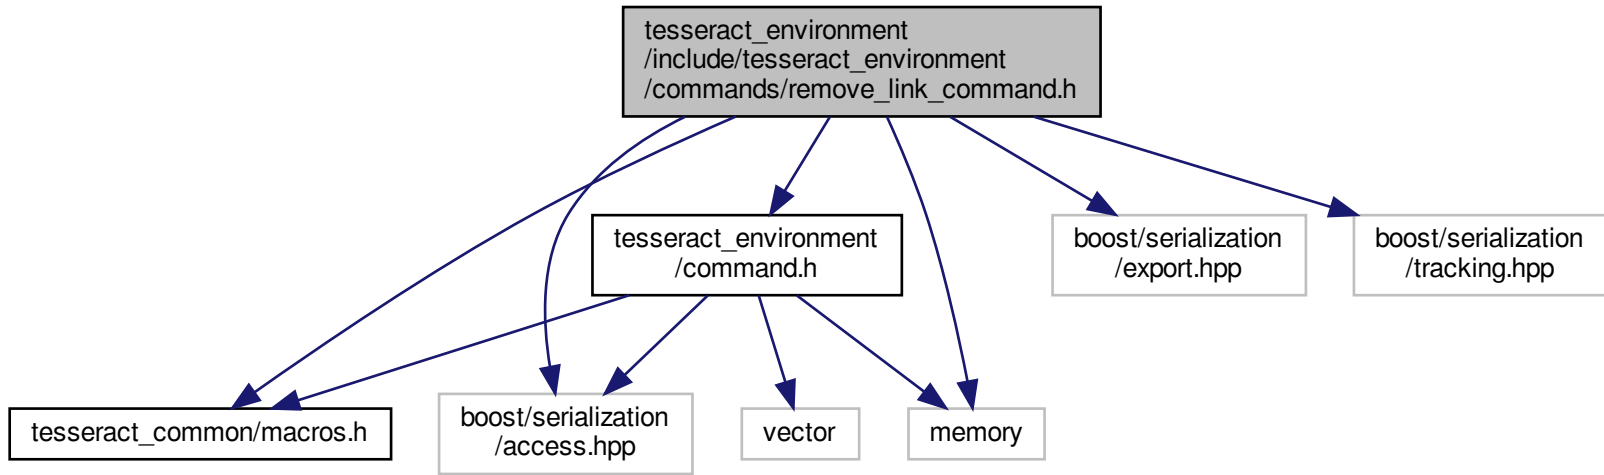 tesseract_environment
/include/tesseract_environment
/commands/remove_link_command.h
tesseract_environment
/command.h
boost/serialization
/export.hpp
boost/serialization
/tracking.hpp
tesseract_common/macros.h
boost/serialization
/access.hpp
vector
memory